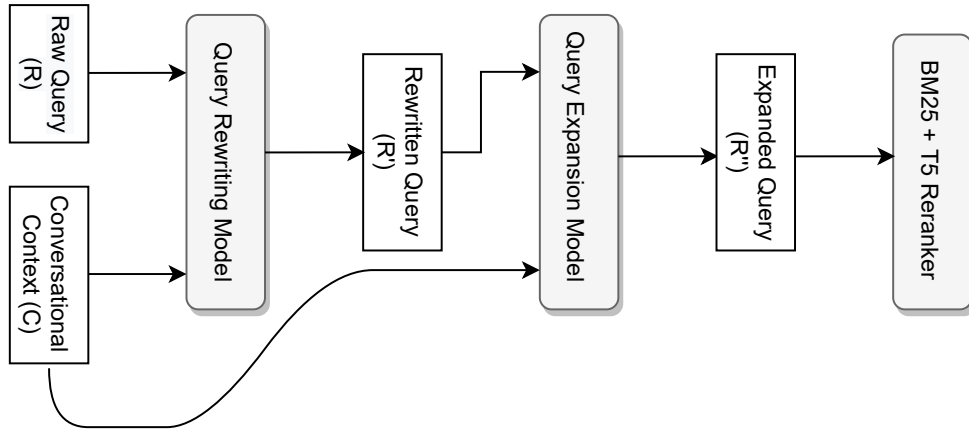 Raw Query
(R)
Conversational
Context (C)
Query Rewriting Model
Rewritten Query
(R')
Query Expansion Model
Expanded Query
(R'')
BM25 + T5 Reranker